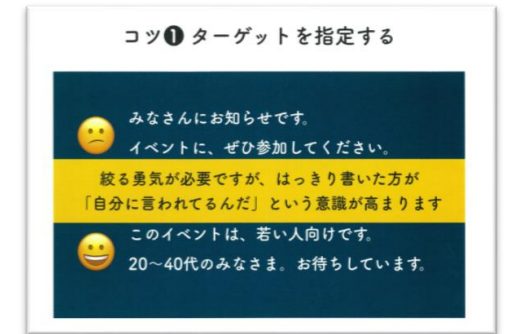 コツ❶ ターゲットを指定する
みなさんにお知らせです。
イベントに、ぜひ参加してください。
絞る勇気が必要ですが、はっきり書いた方が
「自分に言われてるんだ」という意識が高まります
このイベントは、若い人向けです。
20〜40代のみなさま。お待ちしています。